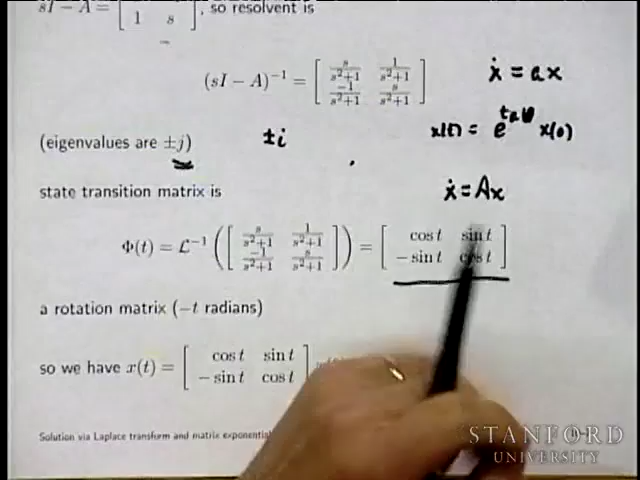 sI − A = [ 1 s ], so resolvent is
(sI − A)⁻¹ = [ s/(s²+1) 1/(s²+1) ; −1/(s²+1) s/(s²+1) ]
ẋ = ax
(eigenvalues are ±j)
±i
x(t) = e^{ta} x(0)
state transition matrix is
ẋ = Ax
Φ(t) = ℒ⁻¹ ( [ s/(s²+1) 1/(s²+1) ; −1/(s²+1) s/(s²+1) ] ) = [ cos t sin t ; − sin t cos t ]
a rotation matrix (−t radians)
so we have x(t) = [ cos t sin t ; − sin t cos t ]
Solution via Laplace transform and matrix exponential
STANFORD
UNIVERSITY